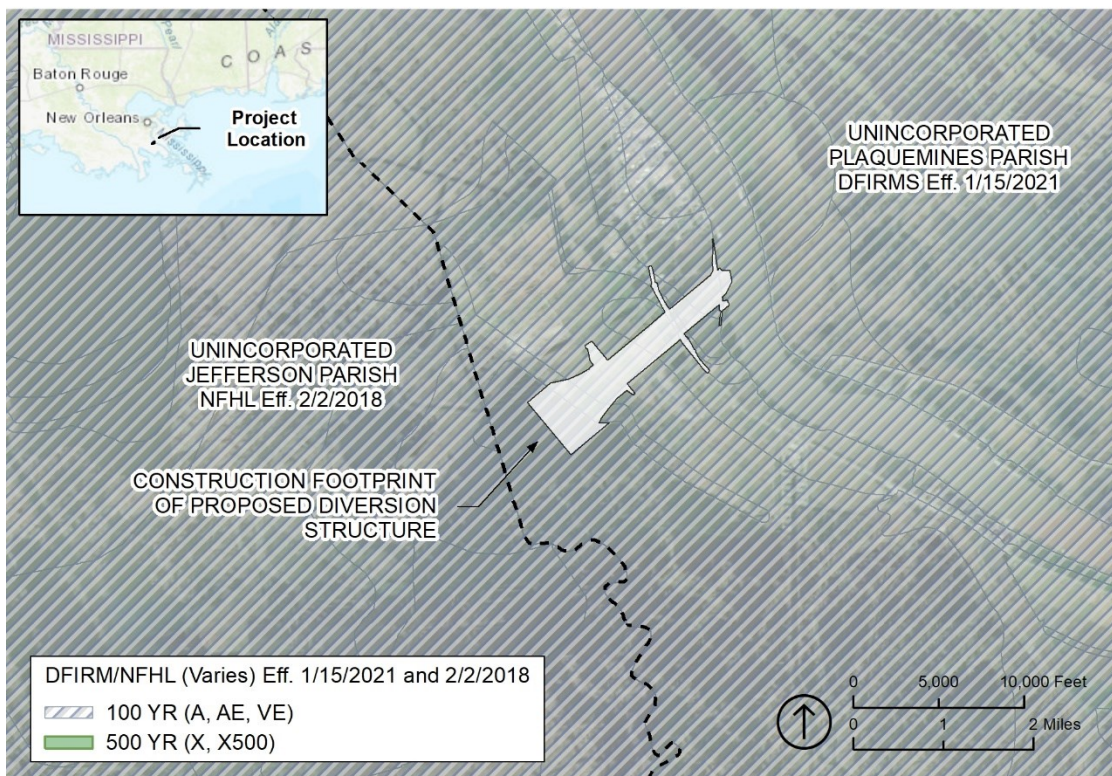 MISSISSIPPI
Pearl
COAS
Baton Rouge
New Orleans
Project
Location
Mississippi
UNINCORPORATED
PLAQUEMINES PARISH
DFIRMS Eff. 1/15/2021
UNINCORPORATED
JEFFERSON PARISH
NFHL Eff. 2/2/2018
CONSTRUCTION FOOTPRINT
OF PROPOSED DIVERSION
STRUCTURE
DFIRM/NFHL (Varies) Eff. 1/15/2021 and 2/2/2018
100 YR (A, AE, VE)
500 YR (X, X500)
0 5,000 10,000 Feet
0 1 2 Miles